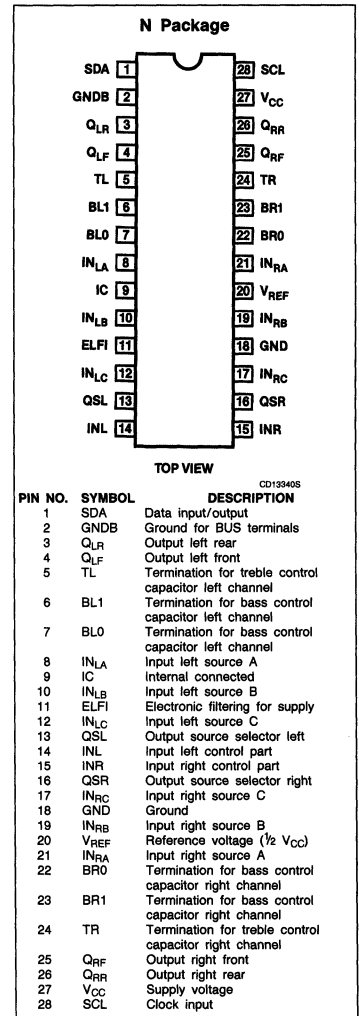 N Package
SDA 1 28 SCL
GNDB 2 27 VCC
QLR 3 26 QRR
QLF 4 25 QRF
TL 5 24 TR
BL1 6 23 BR1
BL0 7 22 BR0
INLA 8 21 INRA
IC 9 20 VREF
INLB 10 19 INRB
ELFI 11 18 GND
INLC 12 17 INRC
QSL 13 16 QSR
INL 14 15 INR
TOP VIEW
CD13340S
PIN NO. SYMBOL DESCRIPTION
1 SDA Data input/output
2 GNDB Ground for BUS terminals
3 QLR Output left rear
4 QLF Output left front
5 TL Termination for treble control
capacitor left channel
6 BL1 Termination for bass control
capacitor left channel
7 BL0 Termination for bass control
capacitor left channel
8 INLA Input left source A
9 IC Internal connected
10 INLB Input left source B
11 ELFI Electronic filtering for supply
12 INLC Input left source C
13 QSL Output source selector left
14 INL Input left control part
15 INR Input right control part
16 QSR Output source selector right
17 INRC Input right source C
18 GND Ground
19 INRB Input right source B
20 VREF Reference voltage (½ VCC)
21 INRA Input right source A
22 BR0 Termination for bass control
capacitor right channel
23 BR1 Termination for bass control
capacitor right channel
24 TR Termination for treble control
capacitor right channel
25 QRF Output right front
26 QRR Output right rear
27 VCC Supply voltage
28 SCL Clock input